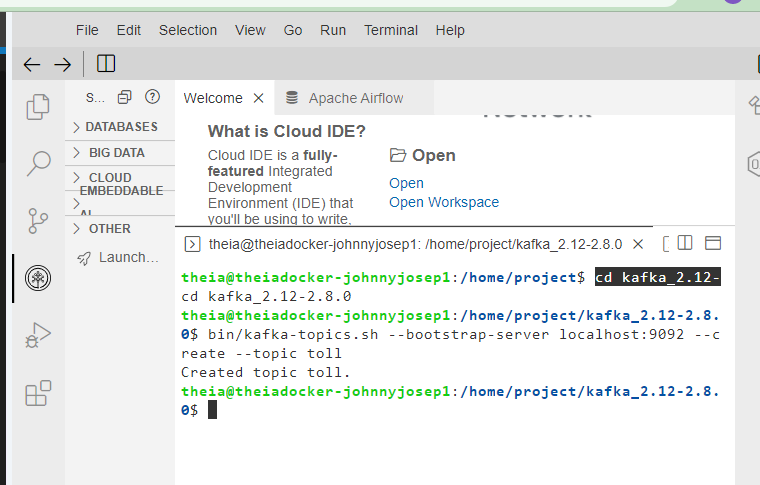 File Edit Selection View Go Run Terminal Help
S...
Welcome
Apache Airflow
DATABASES
BIG DATA
CLOUD
EMBEDDABLE
AI
OTHER
Launch...
Network
What is Cloud IDE?
Cloud IDE is a fully-
featured Integrated
Development
Environment (IDE) that
you'll be using to write,
Open
Open
Open Workspace
theia@theiadocker-johnnyjosep1: /home/project/kafka_2.12-2.8.0
theia@theiadocker-johnnyjosep1:/home/project$ cd kafka_2.12-
cd kafka_2.12-2.8.0
theia@theiadocker-johnnyjosep1:/home/project/kafka_2.12-2.8.
0$ bin/kafka-topics.sh --bootstrap-server localhost:9092 --c
reate --topic toll
Created topic toll.
theia@theiadocker-johnnyjosep1:/home/project/kafka_2.12-2.8.
0$